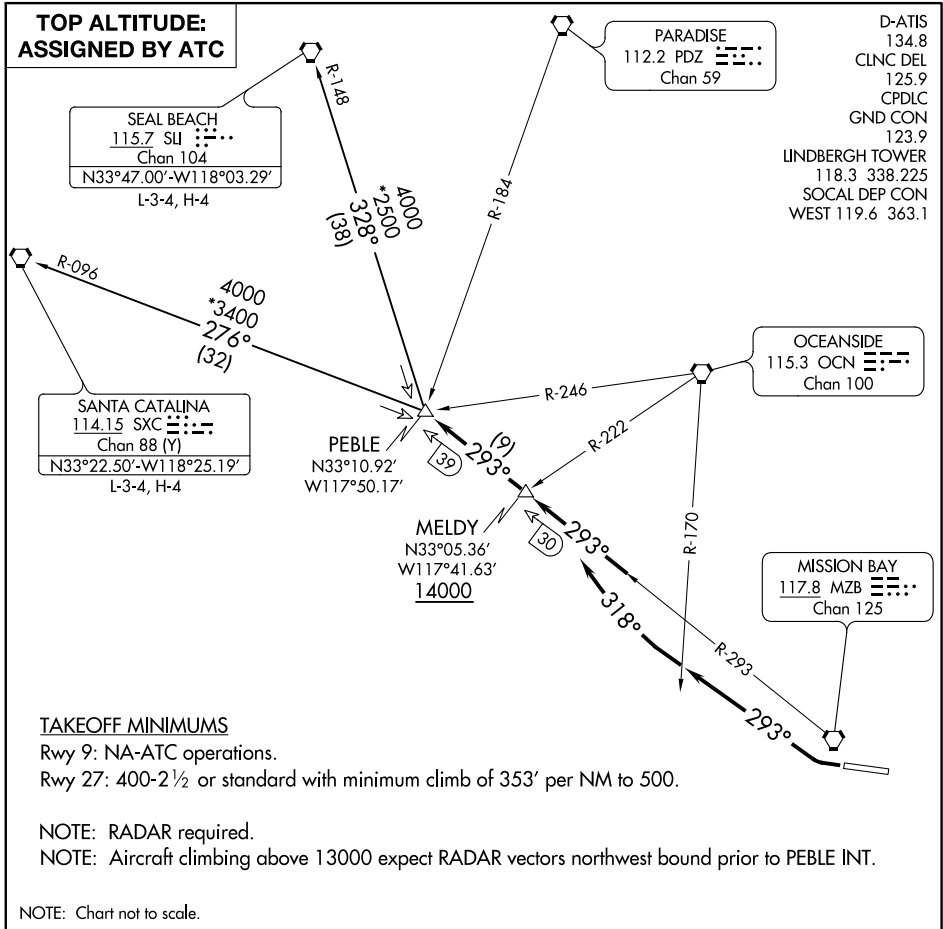 TOP ALTITUDE:
ASSIGNED BY ATC
PARADISE
112.2 PDZ
Chan 59
D-ATIS
134.8
CLNC DEL
125.9
CPDLC
GND CON
123.9
LINDBERGH TOWER
118.3 338.225
SOCAL DEP CON
WEST 119.6 363.1
SEAL BEACH
115.7 SLI
Chan 104
N33°47.00'-W118°03.29'
L-3-4, H-4
R-148
4000
*2500
328°
(38)
R-184
R-096
4000
*3400
276°
(32)
OCEANSIDE
115.3 OCN
Chan 100
SANTA CATALINA
114.15 SXC
Chan 88 (Y)
N33°22.50'-W118°25.19'
L-3-4, H-4
R-246
R-222
R-170
PEBLE
N33°10.92'
W117°50.17'
(9)
293°
39
MELDY
N33°05.36'
W117°41.63'
14000
30
293°
318°
MISSION BAY
117.8 MZB
Chan 125
R-293
293°
TAKEOFF MINIMUMS
Rwy 9: NA-ATC operations.
Rwy 27: 400-2½ or standard with minimum climb of 353' per NM to 500.
NOTE: RADAR required.
NOTE: Aircraft climbing above 13000 expect RADAR vectors northwest bound prior to PEBLE INT.
NOTE: Chart not to scale.